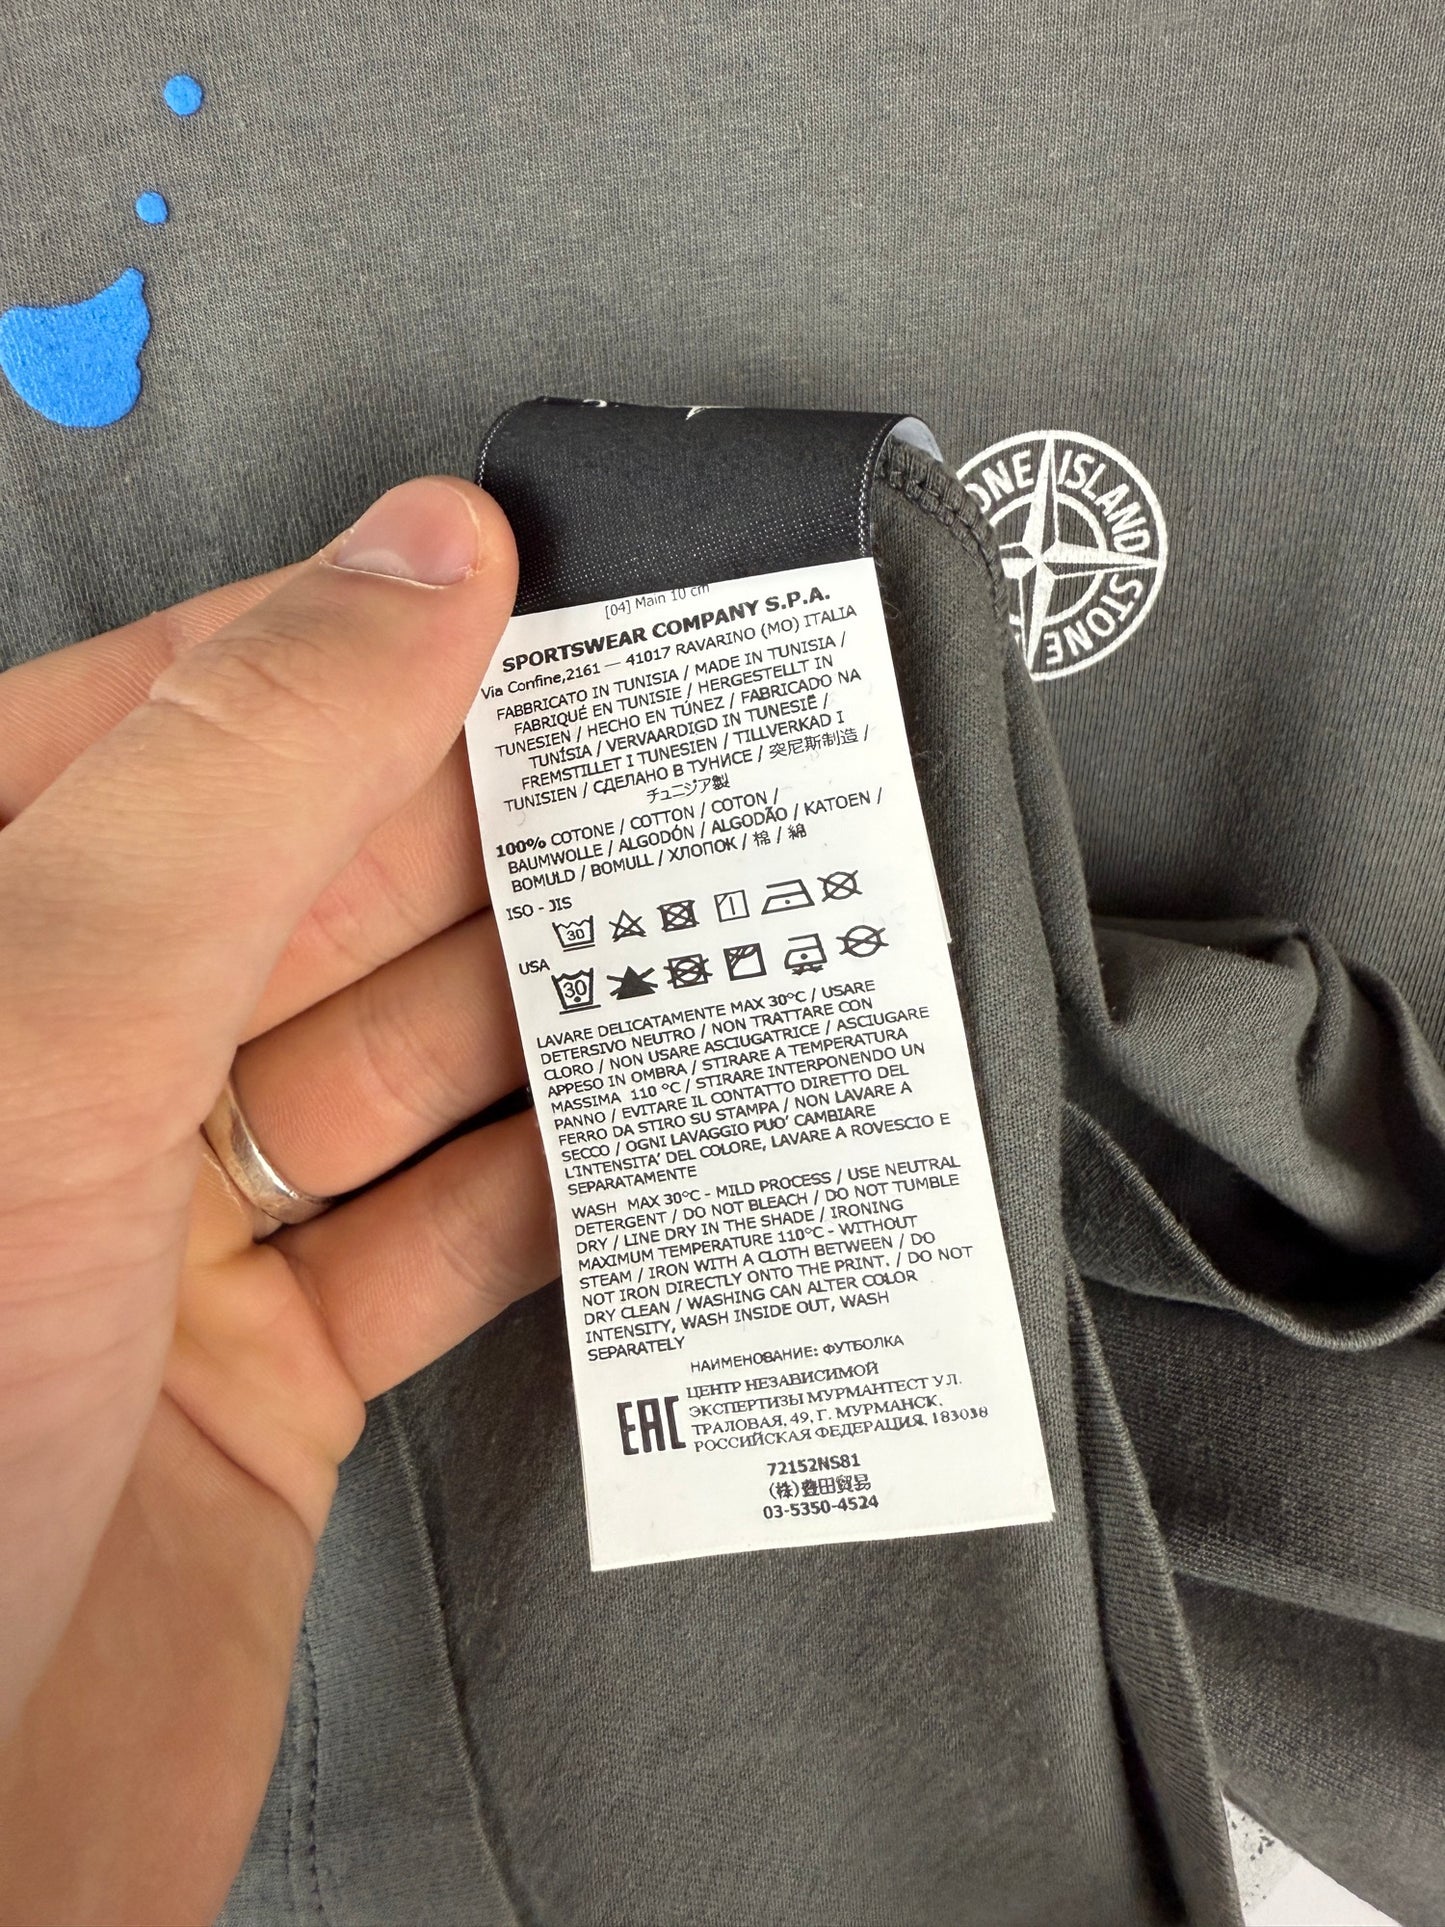 STONE ISLAND STONE
[04] Main 10 cm
SPORTSWEAR COMPANY S.P.A.
Via Confine,2161 — 41017 RAVARINO (MO) ITALIA
FABBRICATO IN TUNISIA / MADE IN TUNISIA /
FABRIQUÉ EN TUNISIE / HERGESTELLT IN
TUNESIEN / HECHO EN TÚNEZ / FABRICADO NA
TUNÍSIA / VERVAARDIGD IN TUNESIË /
FREMSTILLET I TUNESIEN / TILLVERKAD I
TUNISIEN / СДЕЛАНО В ТУНИСЕ / 突尼斯制造 /
チュニジア製
100% COTONE / COTTON / COTON /
BAUMWOLLE / ALGODÓN / ALGODÃO / KATOEN /
BOMULD / BOMULL / ХЛОПОК / 棉 / 綿
ISO - JIS
30
USA
30
LAVARE DELICATAMENTE MAX 30°C / USARE
DETERSIVO NEUTRO / NON TRATTARE CON
CLORO / NON USARE ASCIUGATRICE / ASCIUGARE
APPESO IN OMBRA / STIRARE A TEMPERATURA
MASSIMA 110 °C / STIRARE INTERPONENDO UN
PANNO / EVITARE IL CONTATTO DIRETTO DEL
FERRO DA STIRO SU STAMPA / NON LAVARE A
SECCO / OGNI LAVAGGIO PUO' CAMBIARE
L'INTENSITA' DEL COLORE, LAVARE A ROVESCIO E
SEPARATAMENTE
WASH MAX 30°C - MILD PROCESS / USE NEUTRAL
DETERGENT / DO NOT BLEACH / DO NOT TUMBLE
DRY / LINE DRY IN THE SHADE / IRONING
MAXIMUM TEMPERATURE 110°C - WITHOUT
STEAM / IRON WITH A CLOTH BETWEEN / DO
NOT IRON DIRECTLY ONTO THE PRINT. / DO NOT
DRY CLEAN / WASHING CAN ALTER COLOR
INTENSITY, WASH INSIDE OUT, WASH
SEPARATELY
НАИМЕНОВАНИЕ: ФУТБОЛКА
EAC
ЦЕНТР НЕЗАВИСИМОЙ
ЭКСПЕРТИЗЫ МУРМАНТЕСТ УЛ.
ТРАЛОВАЯ, 49, Г. МУРМАНСК.
РОССИЙСКАЯ ФЕДЕРАЦИЯ, 183038
72152NS81
(株)豊田貿易
03-5350-4524